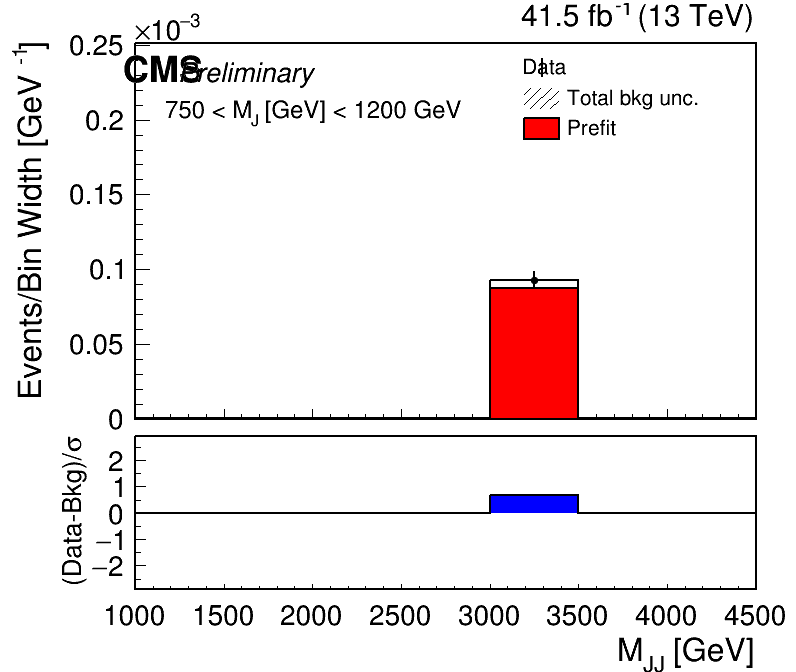 ×10⁻³
41.5 fb⁻¹ (13 TeV)
CMS Preliminary
750 < M_J [GeV] < 1200 GeV
Data
Total bkg unc.
Prefit
Events/Bin Width [GeV⁻¹]
0.25
0.2
0.15
0.1
0.05
0
(Data-Bkg)/σ
2
1
0
−1
−2
1000 1500 2000 2500 3000 3500 4000 4500
M_JJ [GeV]